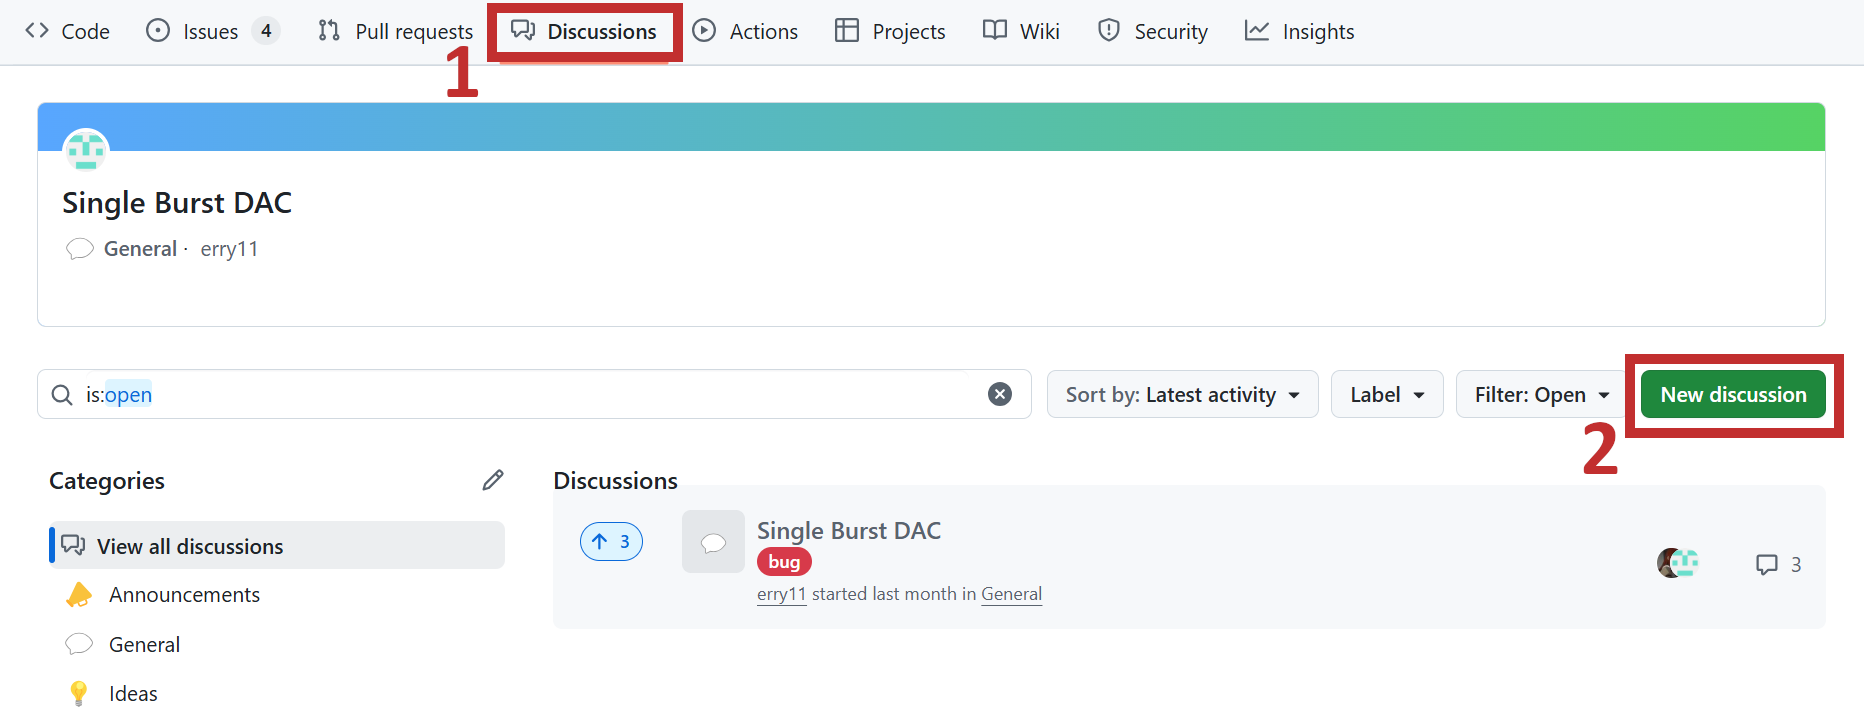 Code Issues 4 Pull requests Discussions Actions Projects Wiki Security Insights
1
Single Burst DAC
General · erry11
is:open Sort by: Latest activity Label Filter: Open New discussion
2
Categories
Discussions
View all discussions
Announcements
General
Ideas
3 Single Burst DAC
bug
erry11 started last month in General
3